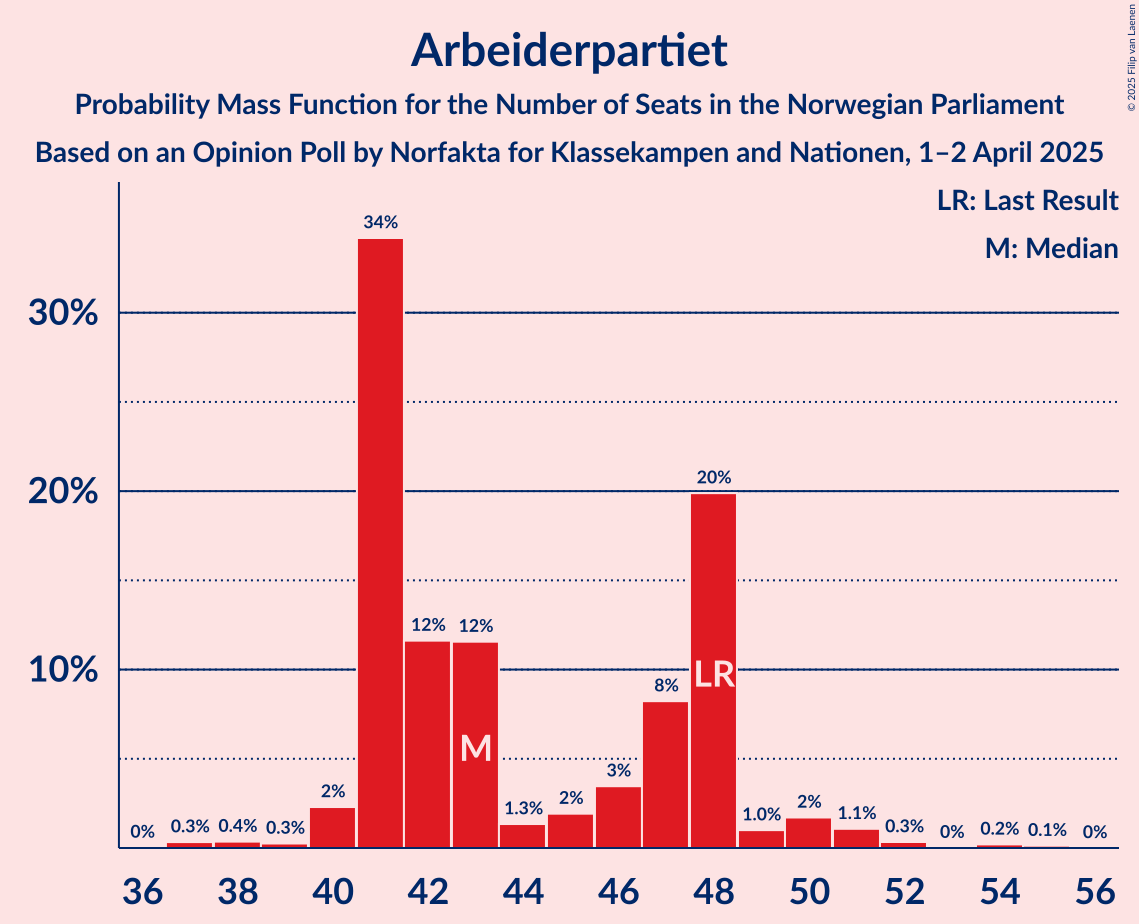 Arbeiderpartiet
Probability Mass Function for the Number of Seats in the Norwegian Parliament
Based on an Opinion Poll by Norfakta for Klassekampen and Nationen, 1–2 April 2025
© 2025 Filip van Laenen
LR: Last Result
M: Median
30%
20%
10%
0%
0.3%
0.4%
0.3%
2%
34%
12%
12%
1.3%
2%
3%
8%
20%
1.0%
2%
1.1%
0.3%
0%
0.2%
0.1%
0%
M
LR
36 38 40 42 44 46 48 50 52 54 56